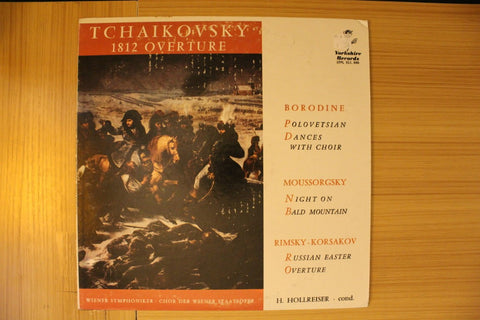 TCHAIKOVSKY
1812 OVERTURE
Yorkshire
Records
BORODINE
POLOVETSIAN
DANCES
WITH CHOIR
MOUSSORGSKY
NIGHT ON
BALD MOUNTAIN
RIMSKY-KORSAKOV
RUSSIAN EASTER
OVERTURE
WIENER SYMPHONIKER · CHOR DER WIENER STAATSOPER
H. HOLLREISER · cond.